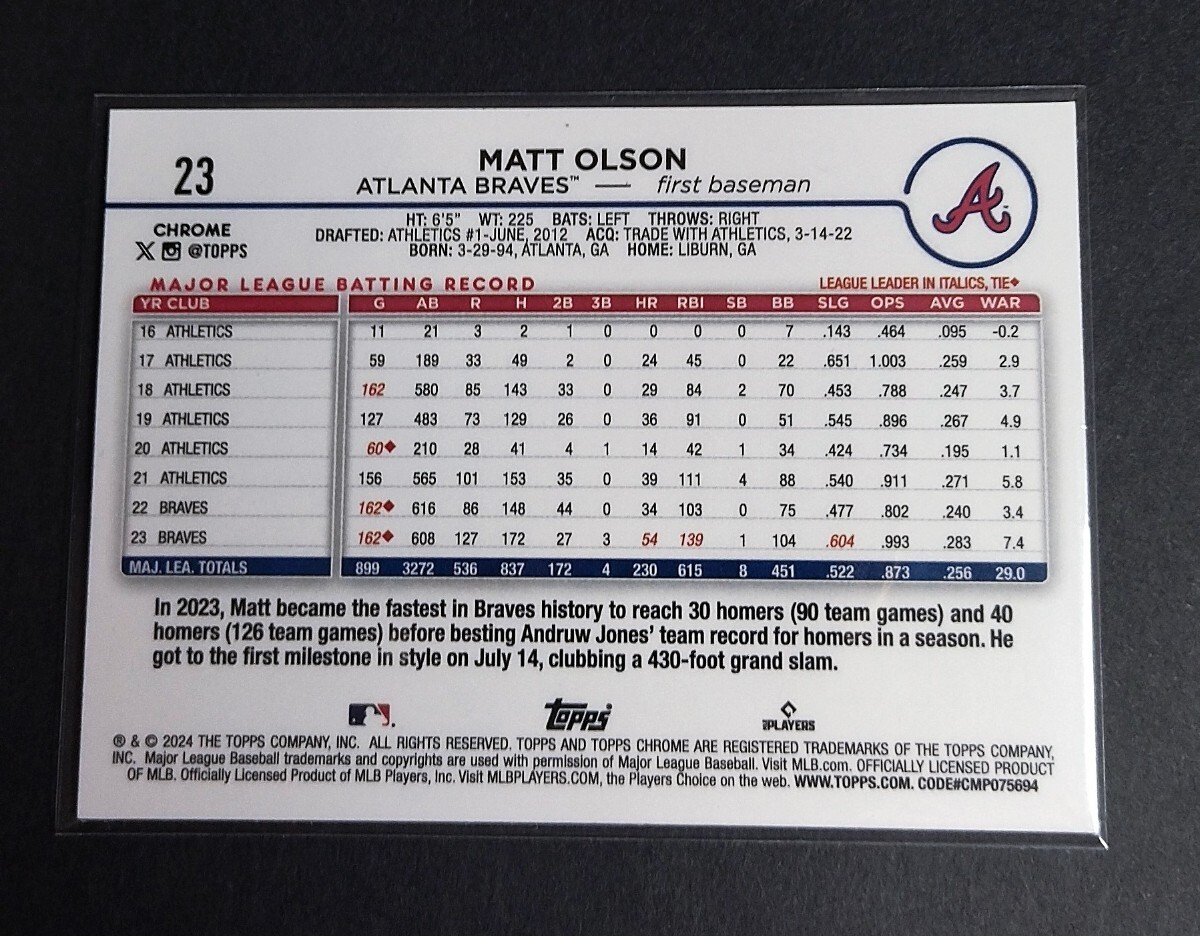 23
MATT OLSON
ATLANTA BRAVES™ — first baseman
A
CHROME
X @TOPPS
HT: 6'5" WT: 225 BATS: LEFT THROWS: RIGHT
DRAFTED: ATHLETICS #1-JUNE, 2012 ACQ: TRADE WITH ATHLETICS, 3-14-22
BORN: 3-29-94, ATLANTA, GA HOME: LIBURN, GA
MAJOR LEAGUE BATTING RECORD LEAGUE LEADER IN ITALICS, TIE◆
YR CLUB G AB R H 2B 3B HR RBI SB BB SLG OPS AVG WAR
16 ATHLETICS 11 21 3 2 1 0 0 0 0 7 .143 .464 .095 -0.2
17 ATHLETICS 59 189 33 49 2 0 24 45 0 22 .651 1.003 .259 2.9
18 ATHLETICS 162 580 85 143 33 0 29 84 2 70 .453 .788 .247 3.7
19 ATHLETICS 127 483 73 129 26 0 36 91 0 51 .545 .896 .267 4.9
20 ATHLETICS 60◆ 210 28 41 4 1 14 42 1 34 .424 .734 .195 1.1
21 ATHLETICS 156 565 101 153 35 0 39 111 4 88 .540 .911 .271 5.8
22 BRAVES 162◆ 616 86 148 44 0 34 103 0 75 .477 .802 .240 3.4
23 BRAVES 162◆ 608 127 172 27 3 54 139 1 104 .604 .993 .283 7.4
MAJ. LEA. TOTALS 899 3272 536 837 172 4 230 615 8 451 .522 .873 .256 29.0
In 2023, Matt became the fastest in Braves history to reach 30 homers (90 team games) and 40
homers (126 team games) before besting Andruw Jones' team record for homers in a season. He
got to the first milestone in style on July 14, clubbing a 430-foot grand slam.
Topps
MLBPLAYERS
® & © 2024 THE TOPPS COMPANY, INC. ALL RIGHTS RESERVED. TOPPS AND TOPPS CHROME ARE REGISTERED TRADEMARKS OF THE TOPPS COMPANY,
INC. Major League Baseball trademarks and copyrights are used with permission of Major League Baseball. Visit MLB.com. OFFICIALLY LICENSED PRODUCT
OF MLB. Officially Licensed Product of MLB Players, Inc. Visit MLBPLAYERS.COM, the Players Choice on the web. WWW.TOPPS.COM. CODE#CMP075694